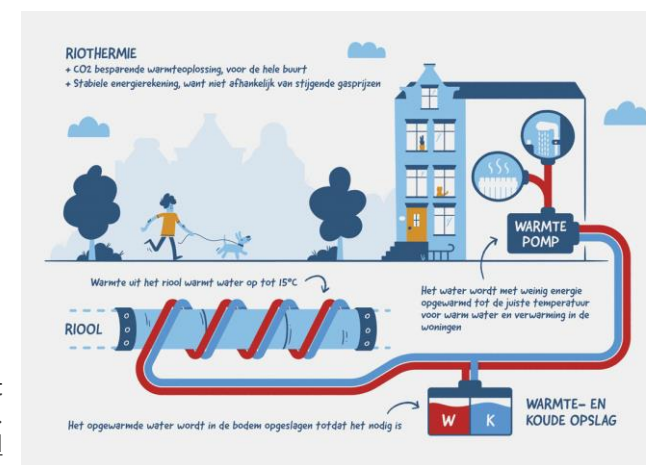 RIOTHERMIE
+ CO2 besparende warmteoplossing, voor de hele buurt
+ Stabiele energierekening, want niet afhankelijk van stijgende gasprijzen
WARMTE
POMP
Warmte uit het riool warmt water op tot 15°C
Het water wordt met weinig energie
opgewarmd tot de juiste temperatuur
voor warm water en verwarming in de
woningen
RIOOL
Het opgewarmde water wordt in de bodem opgeslagen totdat het nodig is
W K
WARMTE- EN
KOUDE OPSLAG